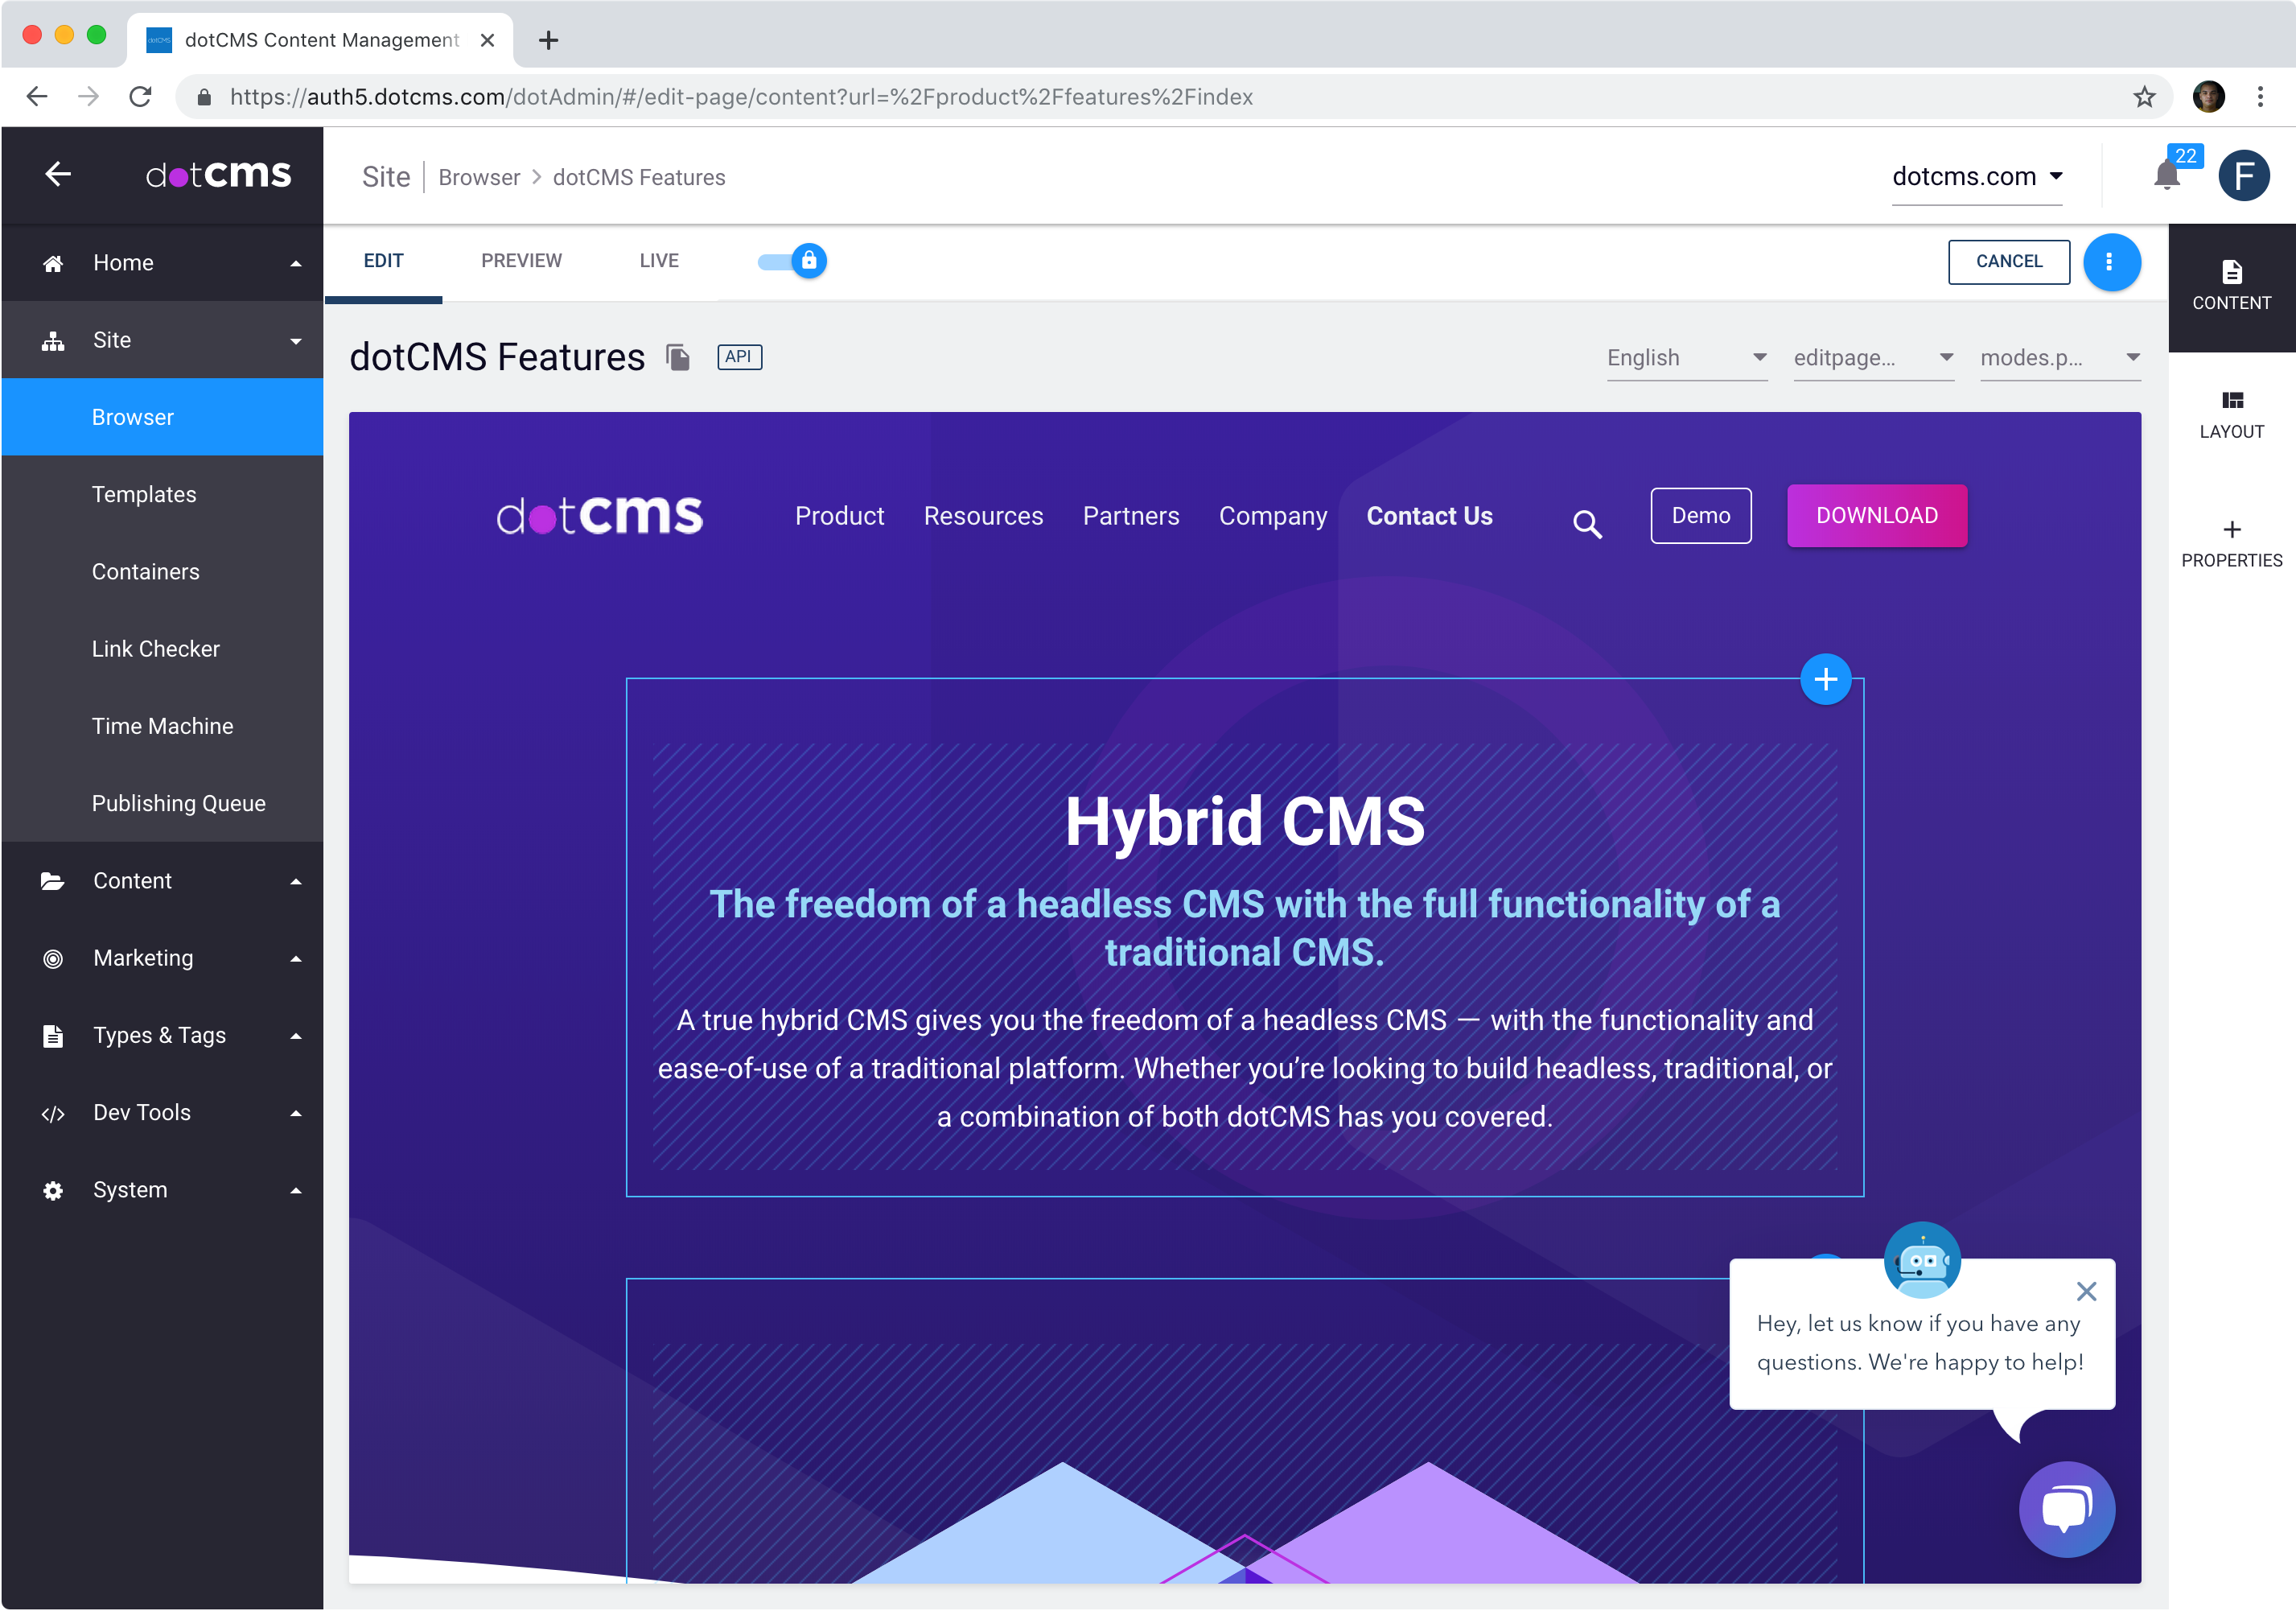 dotCMS Content Management
https://auth5.dotcms.com/dotAdmin/#/edit-page/content?url=%2Fproduct%2Ffeatures%2Findex
dotcms
Site
Browser > dotCMS Features
dotcms.com
22
F
Home
Site
Browser
Templates
Containers
Link Checker
Time Machine
Publishing Queue
Content
Marketing
Types & Tags
Dev Tools
System
EDIT
PREVIEW
LIVE
CANCEL
dotCMS Features
API
English
editpage...
modes.p...
dotcms
Product
Resources
Partners
Company
Contact Us
Demo
DOWNLOAD
Hybrid CMS
The freedom of a headless CMS with the full functionality of a
traditional CMS.
A true hybrid CMS gives you the freedom of a headless CMS — with the functionality and
ease-of-use of a traditional platform. Whether you’re looking to build headless, traditional, or
a combination of both dotCMS has you covered.
Hey, let us know if you have any
questions. We're happy to help!
CONTENT
LAYOUT
PROPERTIES